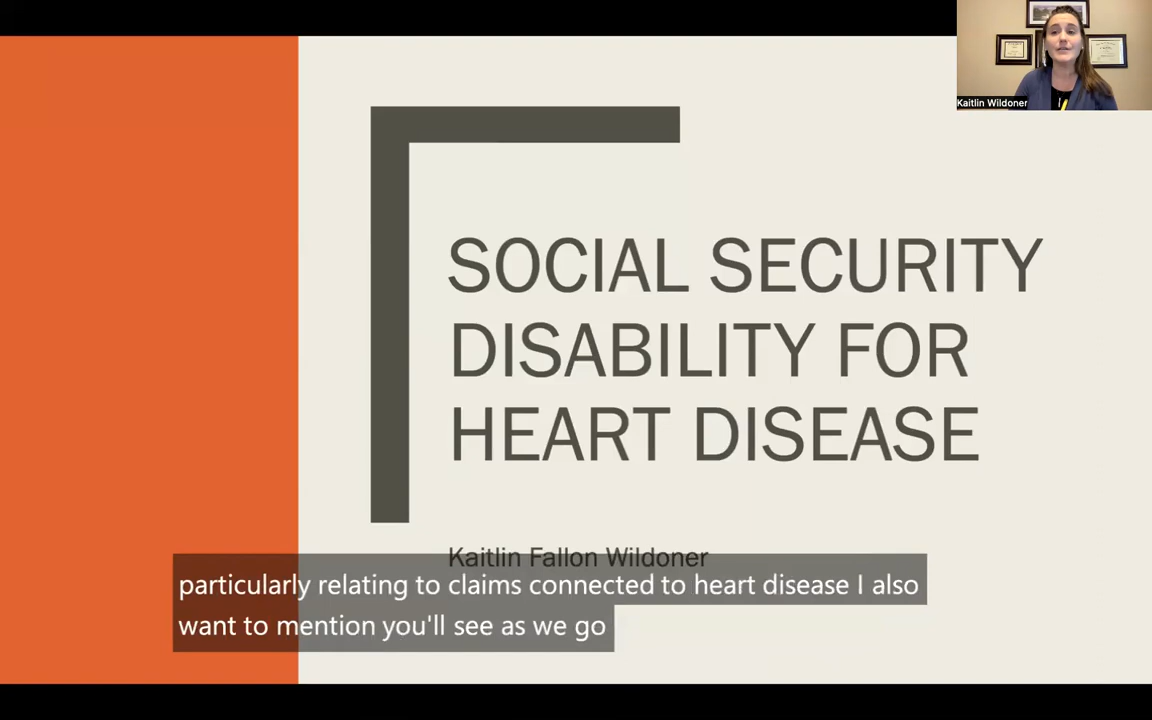 Kaitlin Wildoner
SOCIAL SECURITY
DISABILITY FOR
HEART DISEASE
Kaitlin Fallon Wildoner
particularly relating to claims connected to heart disease I also
want to mention you'll see as we go